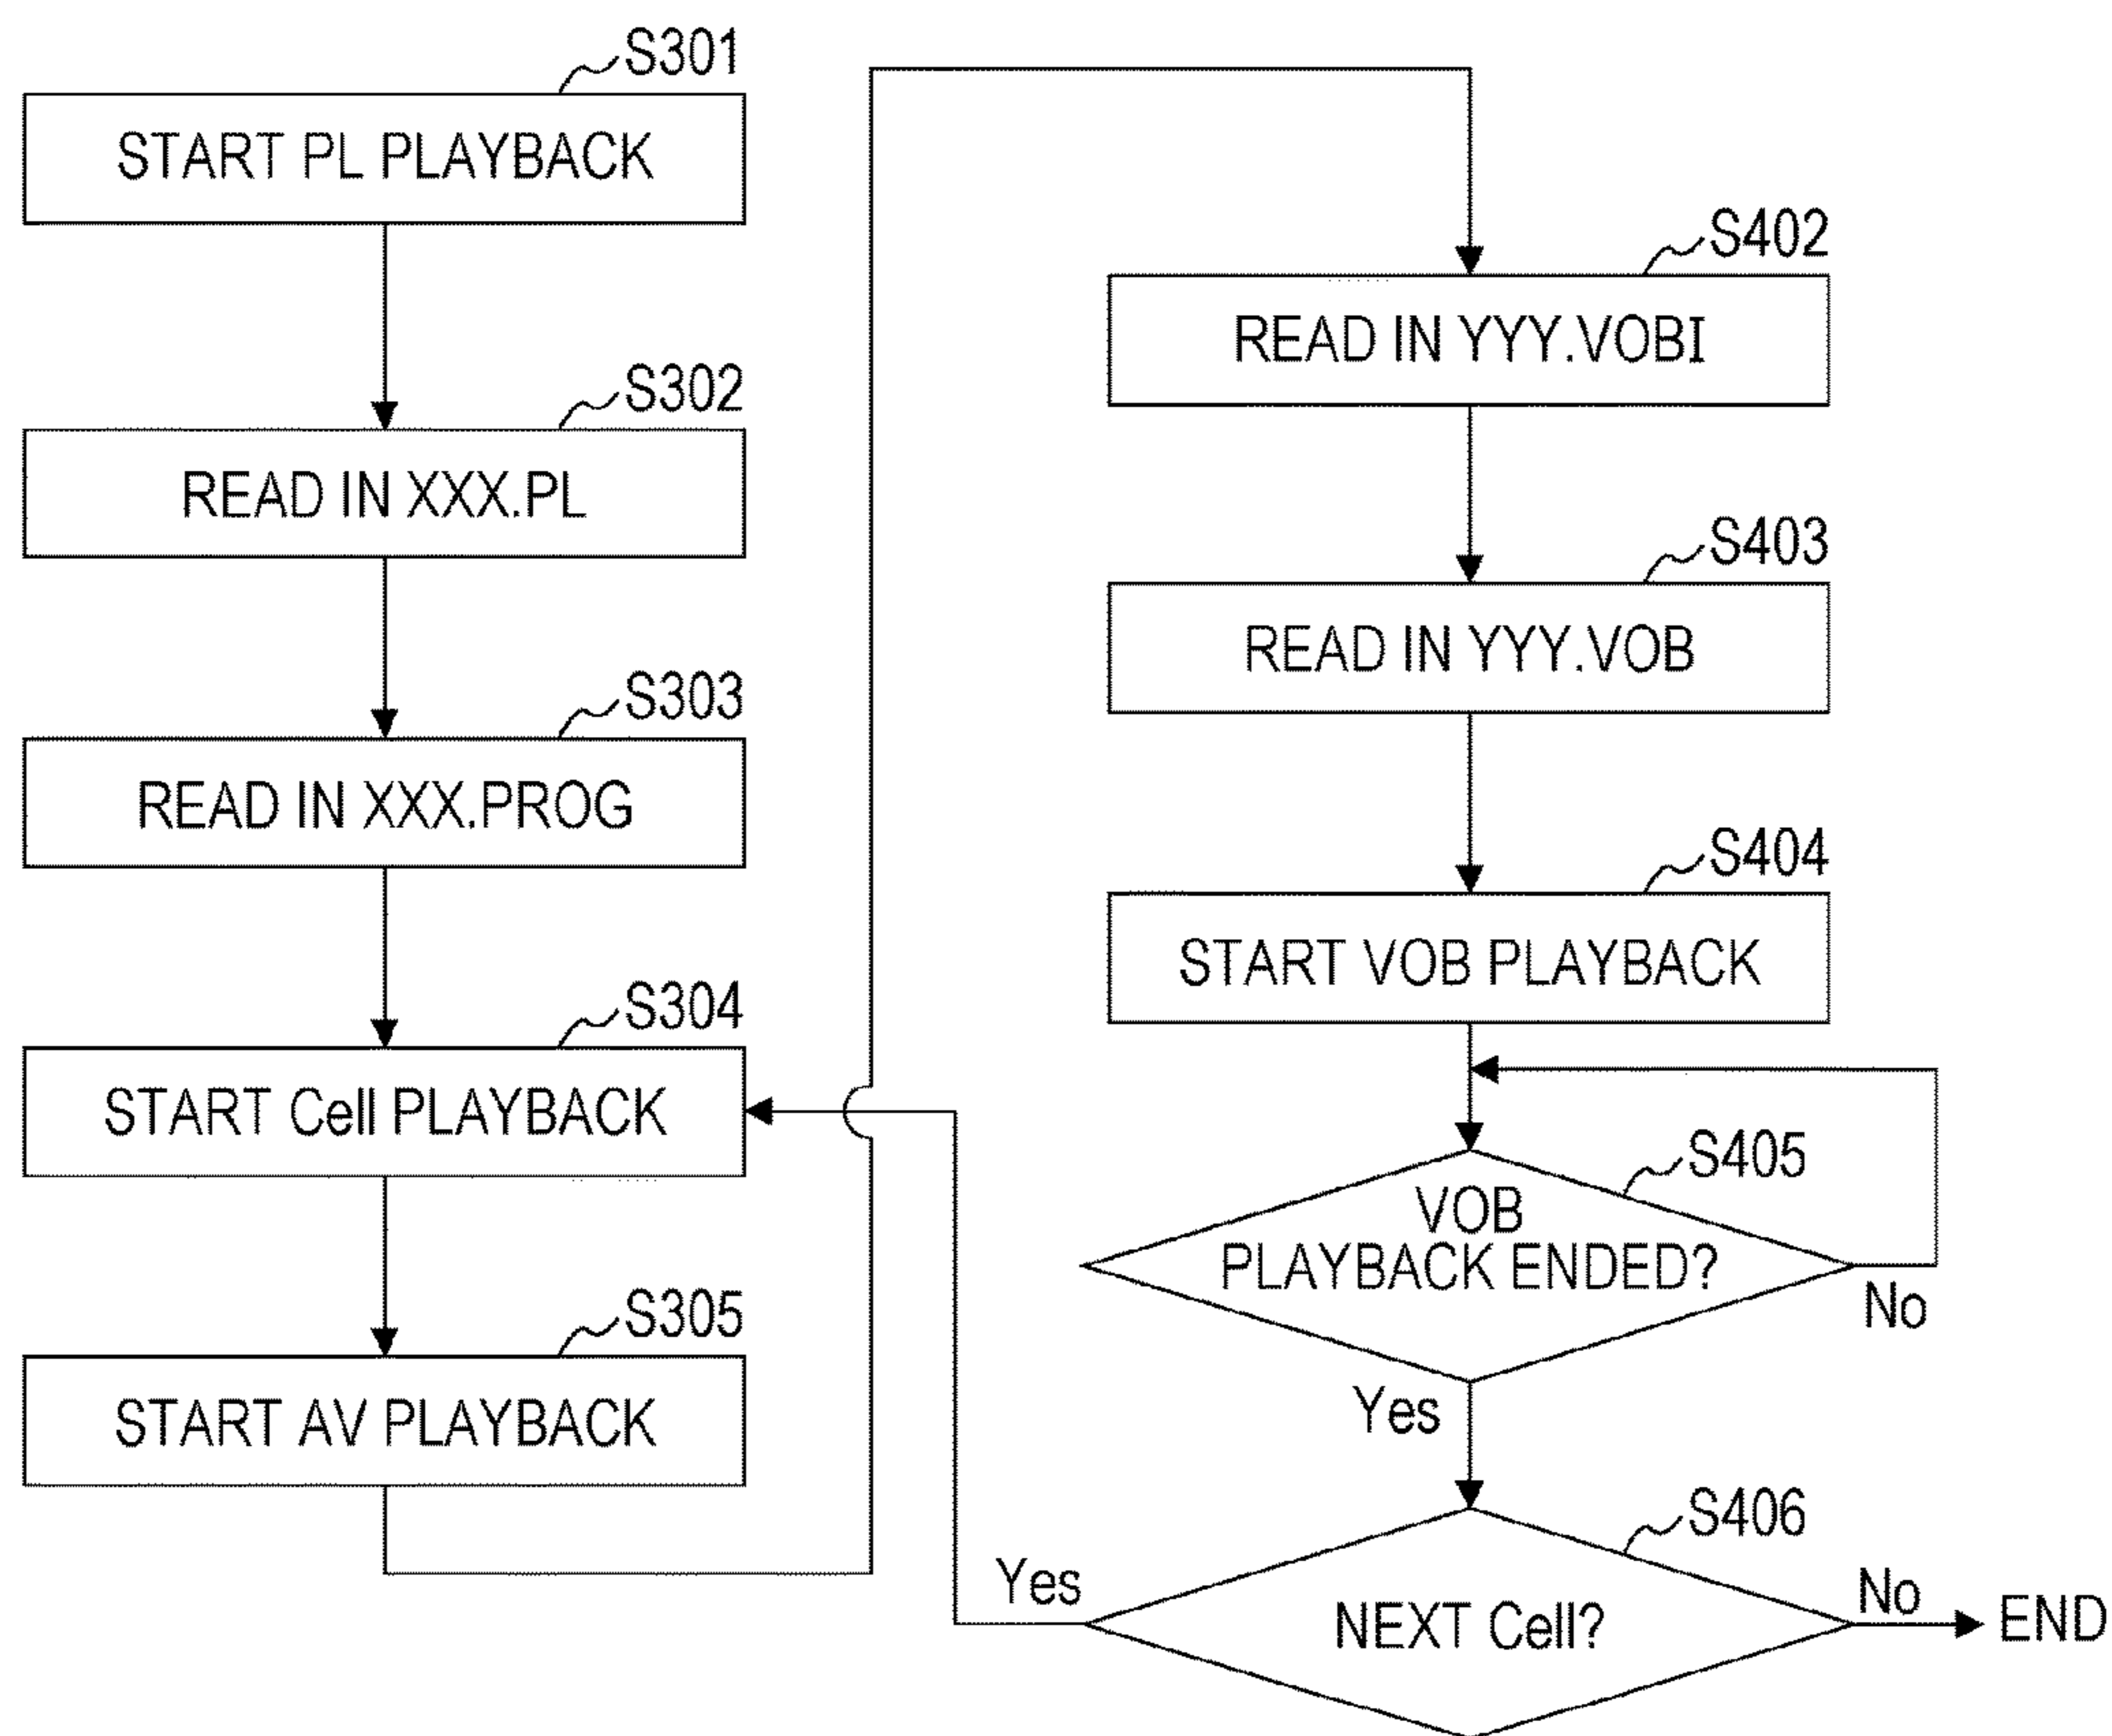 S301
START PL PLAYBACK
S302
READ IN XXX.PL
S303
READ IN XXX.PROG
S304
START Cell PLAYBACK
S305
START AV PLAYBACK
S402
READ IN YYY.VOBI
S403
READ IN YYY.VOB
S404
START VOB PLAYBACK
S405
VOB
PLAYBACK ENDED?
No
Yes
S406
NEXT Cell?
Yes
No
END